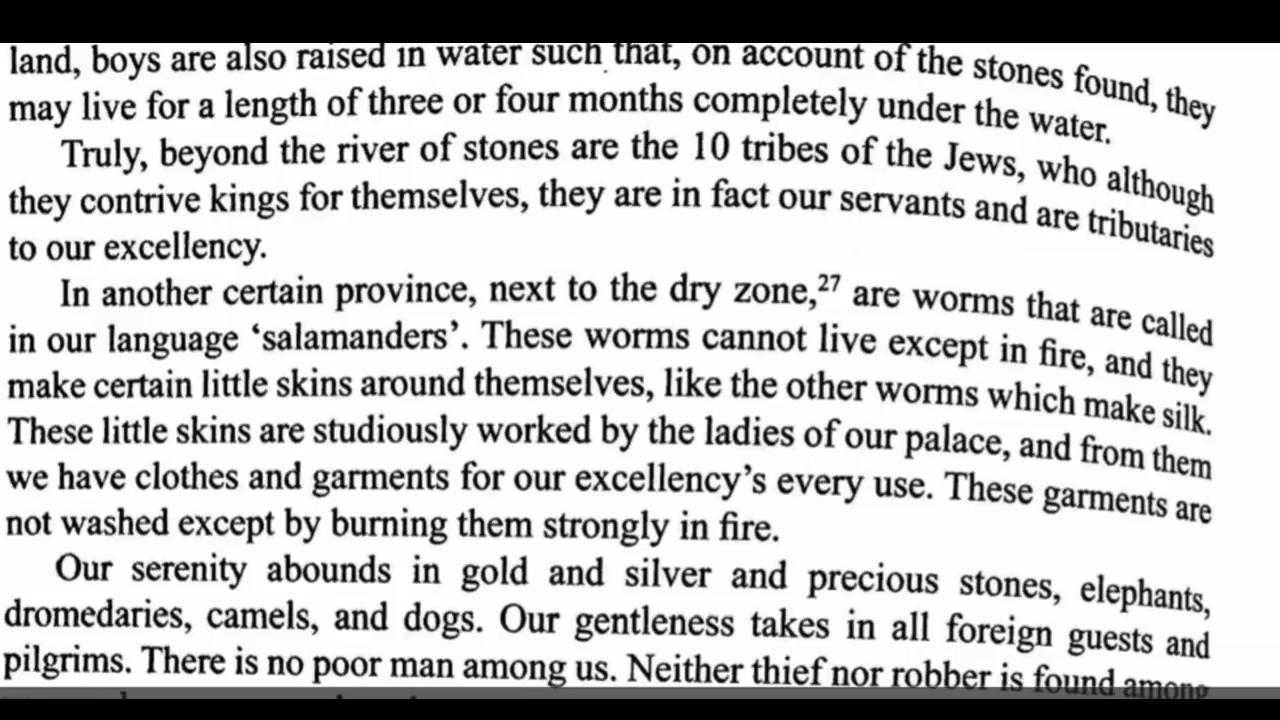 land, boys are also raised in water such that, on account of the stones found, they
may live for a length of three or four months completely under the water.
Truly, beyond the river of stones are the 10 tribes of the Jews, who although
they contrive kings for themselves, they are in fact our servants and are tributaries
to our excellency.
In another certain province, next to the dry zone,²⁷ are worms that are called
in our language ‘salamanders’. These worms cannot live except in fire, and they
make certain little skins around themselves, like the other worms which make silk.
These little skins are studiously worked by the ladies of our palace, and from them
we have clothes and garments for our excellency’s every use. These garments are
not washed except by burning them strongly in fire.
Our serenity abounds in gold and silver and precious stones, elephants,
dromedaries, camels, and dogs. Our gentleness takes in all foreign guests and
pilgrims. There is no poor man among us. Neither thief nor robber is found among